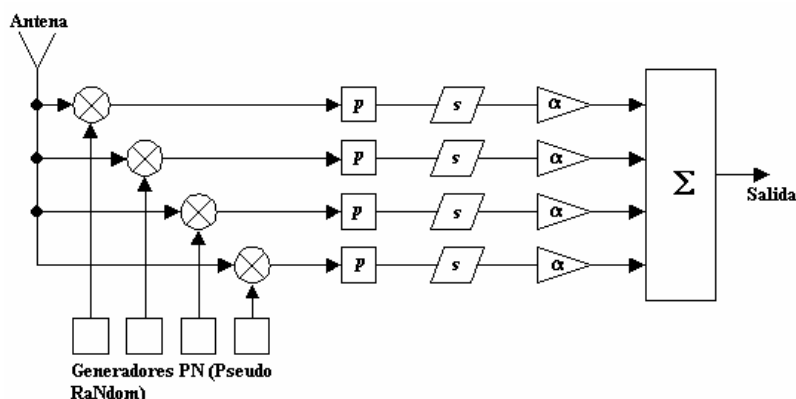 Antena
p s α
p s α
Σ
Salida
p s α
p s α
Generadores PN (Pseudo
RaNdom)